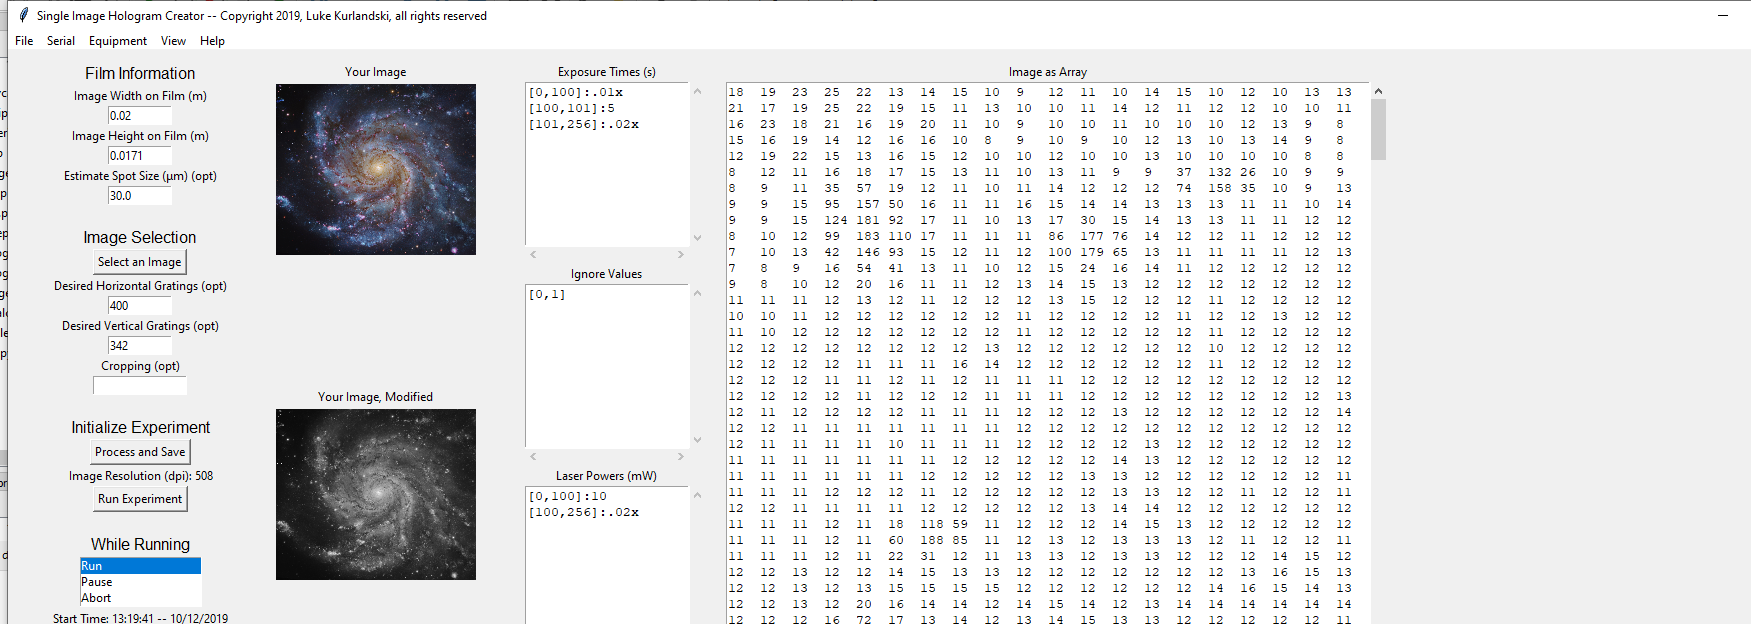 Single Image Hologram Creator -- Copyright 2019, Luke Kurlandski, all rights reserved
File Serial Equipment View Help
Film Information
Image Width on Film (m)
0.02
Image Height on Film (m)
0.0171
Estimate Spot Size (µm) (opt)
30.0
Image Selection
Select an Image
Desired Horizontal Gratings (opt)
400
Desired Vertical Gratings (opt)
342
Cropping (opt)
Initialize Experiment
Process and Save
Image Resolution (dpi): 508
Run Experiment
While Running
Run
Pause
Abort
Start Time: 13:19:41 -- 10/12/2019
Your Image
Your Image, Modified
Exposure Times (s)
[0,100]:.01x
[100,101]:5
[101,256]:.02x
Ignore Values
[0,1]
Laser Powers (mW)
[0,100]:10
[100,256]:.02x
Image as Array
18 19 23 25 22 13 14 15 10 9 12 11 10 14 15 10 12 10 13 13
21 17 19 25 22 19 15 11 13 10 10 11 14 12 11 12 12 10 10 11
16 23 18 21 16 19 20 11 10 9 10 10 11 10 10 10 12 13 9 8
15 16 19 14 12 16 16 10 8 9 10 9 10 12 13 10 13 14 9 8
12 19 22 15 13 16 15 12 10 10 12 10 10 13 10 10 10 10 8 8
8 12 11 16 18 17 15 13 11 10 13 11 9 9 37 132 26 10 9 9
8 9 11 35 57 19 12 11 10 11 14 12 12 12 74 158 35 10 9 13
9 9 15 95 157 50 16 11 11 16 15 14 14 13 13 13 11 11 10 14
9 9 15 124 181 92 17 11 10 13 17 30 15 14 13 13 11 11 12 12
8 10 12 99 183 110 17 11 11 11 86 177 76 14 12 12 11 12 12 12
7 10 13 42 146 93 15 12 11 12 100 179 65 13 11 11 11 11 12 13
7 8 9 16 54 41 13 11 10 12 15 24 16 14 11 12 12 12 12 12
9 8 10 12 20 16 11 11 12 13 14 15 13 12 12 12 12 12 12 12
11 11 11 12 13 12 11 12 12 12 13 15 12 12 12 11 12 12 12 12
10 10 11 12 12 12 12 12 12 12 12 12 12 12 11 12 12 13 12 12
11 10 12 12 12 12 12 12 11 12 12 12 12 12 11 12 12 12 12 12
12 12 12 12 12 12 12 12 13 12 12 12 12 12 12 10 12 12 12 12
12 12 12 12 11 11 11 16 14 12 12 12 12 12 12 11 12 12 12 12
12 12 12 11 11 12 11 12 11 11 11 12 12 12 12 12 12 12 12 12
12 12 12 12 12 12 11 12 11 11 11 12 12 12 12 12 12 12 12 13
12 11 12 12 12 12 11 11 11 12 12 12 13 12 12 12 12 12 12 14
12 12 11 11 11 11 11 11 11 12 12 12 12 12 12 12 12 12 12 12
12 11 11 11 11 10 11 11 12 12 12 12 12 13 12 12 12 12 12 12
11 11 11 11 11 11 11 12 12 12 12 12 14 13 12 12 12 12 12 12
11 11 11 11 11 11 12 12 12 12 12 13 13 12 12 12 12 12 12 11
11 11 11 12 12 12 11 12 12 12 12 12 13 13 12 11 12 12 12 11
12 12 11 11 11 11 12 12 12 12 12 13 14 14 12 12 12 12 12 12
11 11 11 12 11 18 118 59 11 12 12 12 14 15 13 12 12 12 12 12
11 11 11 12 11 60 188 85 11 12 13 12 13 13 13 12 11 12 12 11
11 11 11 12 11 22 31 12 11 13 13 12 13 13 12 12 12 14 15 12
12 12 13 12 12 14 15 13 13 12 12 12 12 12 12 12 13 16 15 13
12 12 13 12 13 15 15 15 15 12 12 12 12 12 12 14 16 15 14 13
12 12 13 12 20 16 14 14 12 14 15 14 12 13 14 14 14 14 14 14
12 12 12 16 72 17 13 14 12 13 14 15 13 13 12 12 12 12 12 11